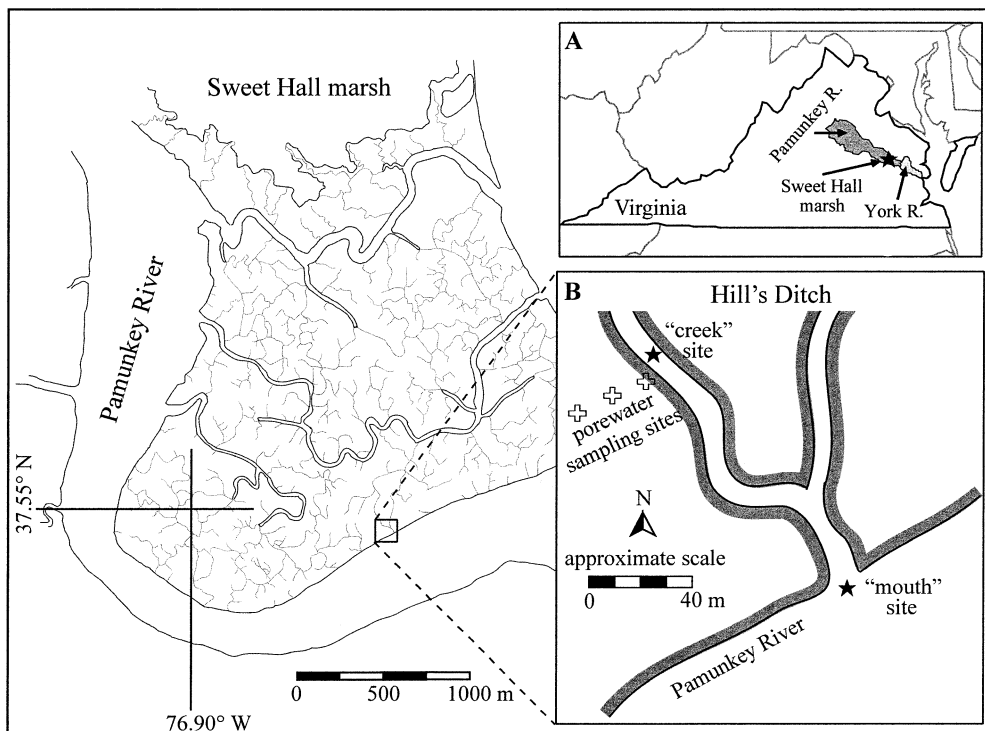 Sweet Hall marsh
Pamunkey River
37.55° N
76.90° W
0 500 1000 m
A
Pamunkey R.
Sweet Hall
marsh
York R.
Virginia
B
Hill's Ditch
“creek”
site
porewater
sampling sites
N
approximate scale
0 40 m
“mouth”
site
Pamunkey River